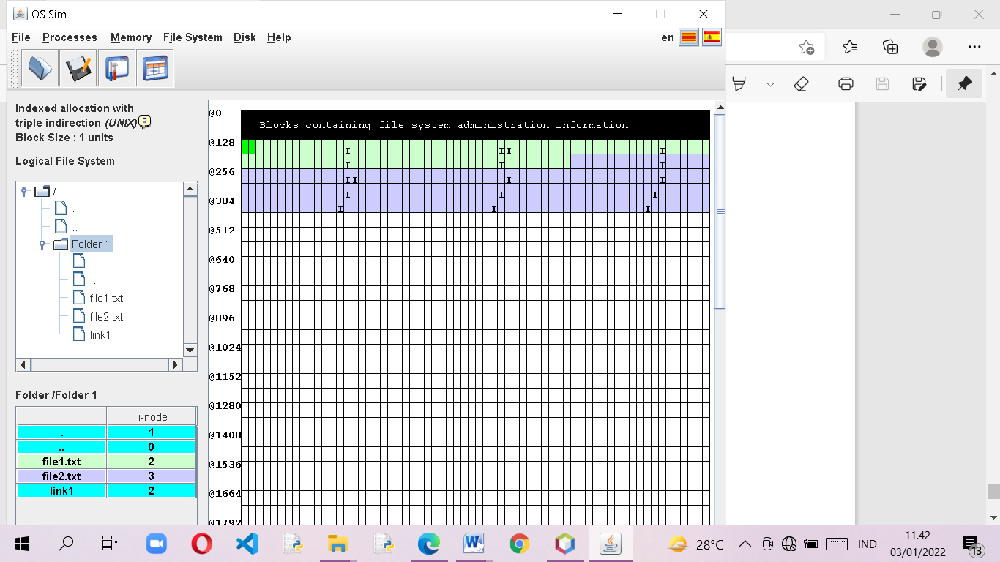 OS Sim
File Processes Memory File System Disk Help en
Indexed allocation with
triple indirection (UNIX)
Block Size : 1 units
Logical File System
/
.
..
Folder 1
.
..
file1.txt
file2.txt
link1
Folder /Folder 1
i-node
. 1
.. 0
file1.txt 2
file2.txt 3
link1 2
@0
Blocks containing file system administration information
@128
I I I I
I I I
@256
I I I I
I I I
@384
I I I
@512
@640
@768
@896
@1024
@1152
@1280
@1408
@1536
@1664
@1792
28°C
IND
11.42
03/01/2022
13